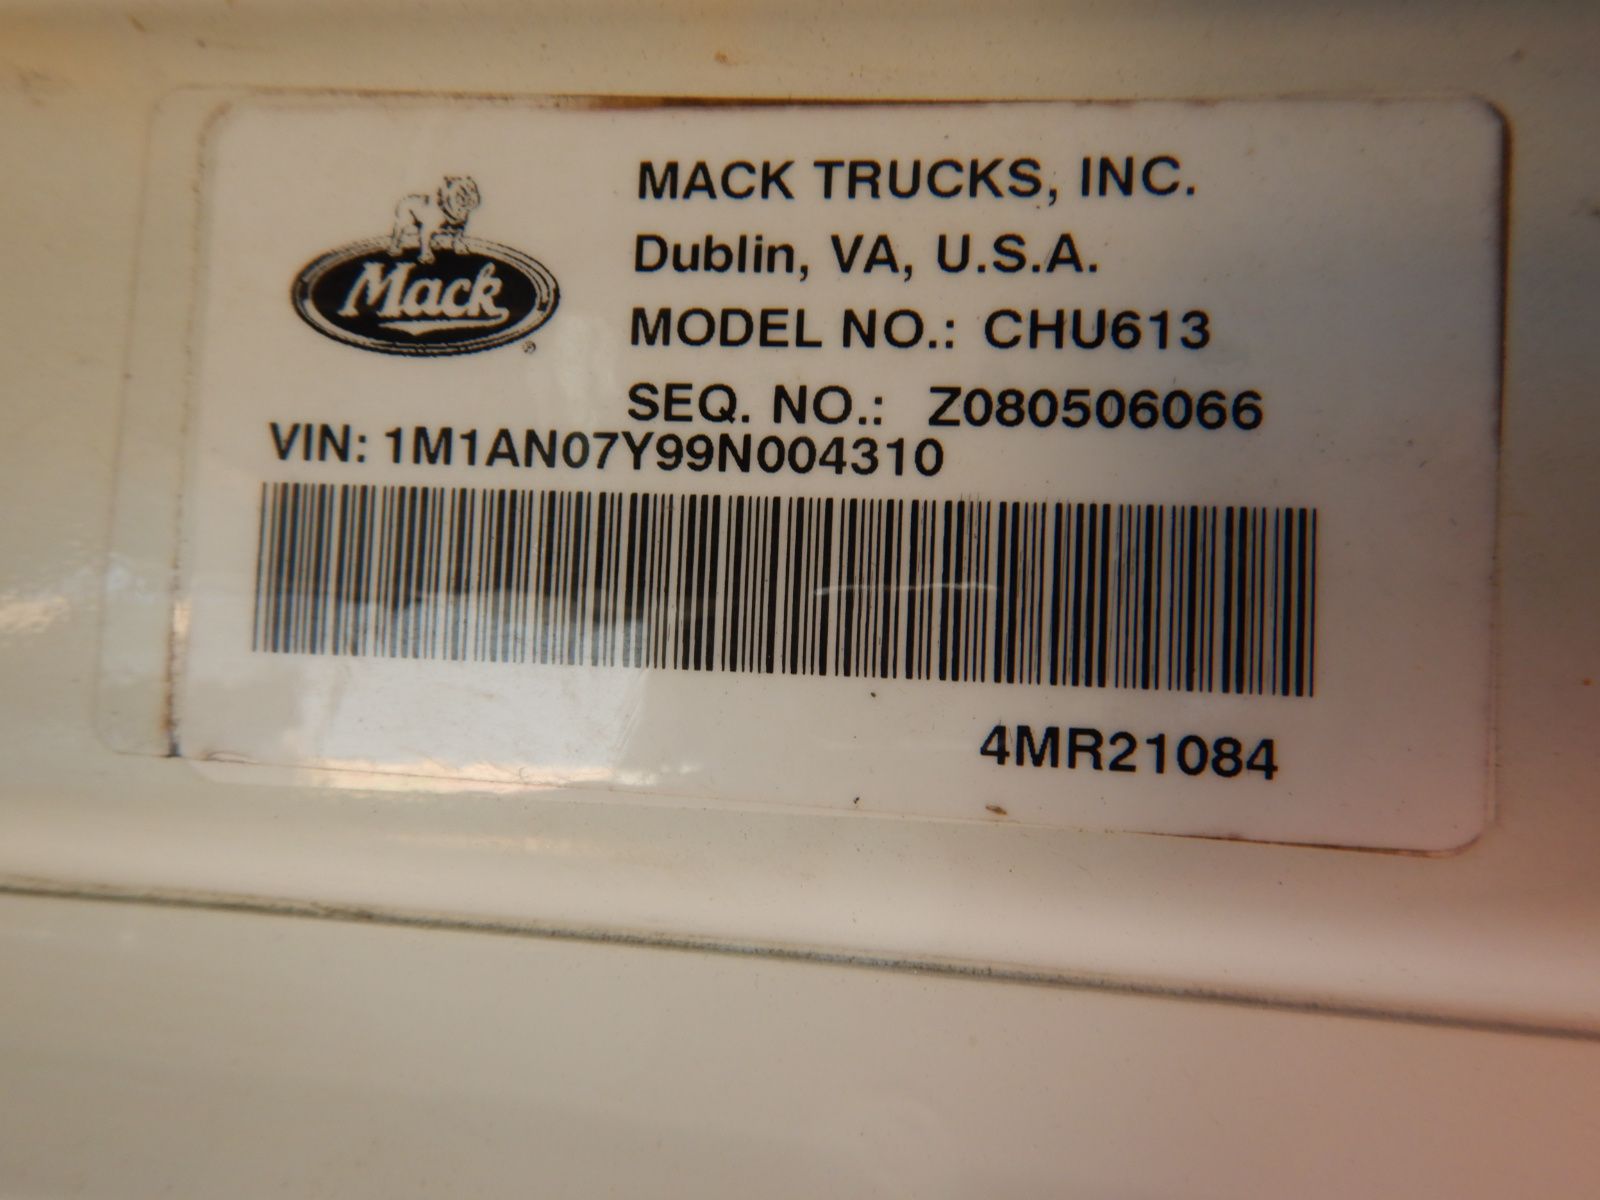 Mack
®
MACK TRUCKS, INC.
Dublin, VA, U.S.A.
MODEL NO.: CHU613
SEQ. NO.: Z080506066
VIN: 1M1AN07Y99N004310
4MR21084